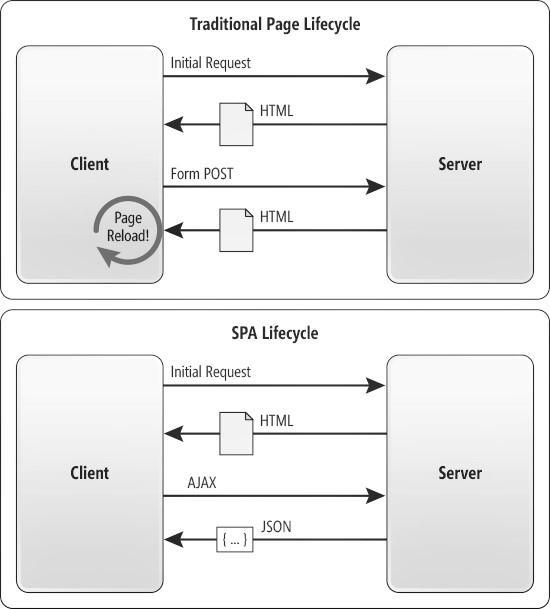 Traditional Page Lifecycle
Initial Request
HTML
Client
Server
Form POST
HTML
Page
Reload!
SPA Lifecycle
Initial Request
HTML
Client
Server
AJAX
JSON
{ ... }